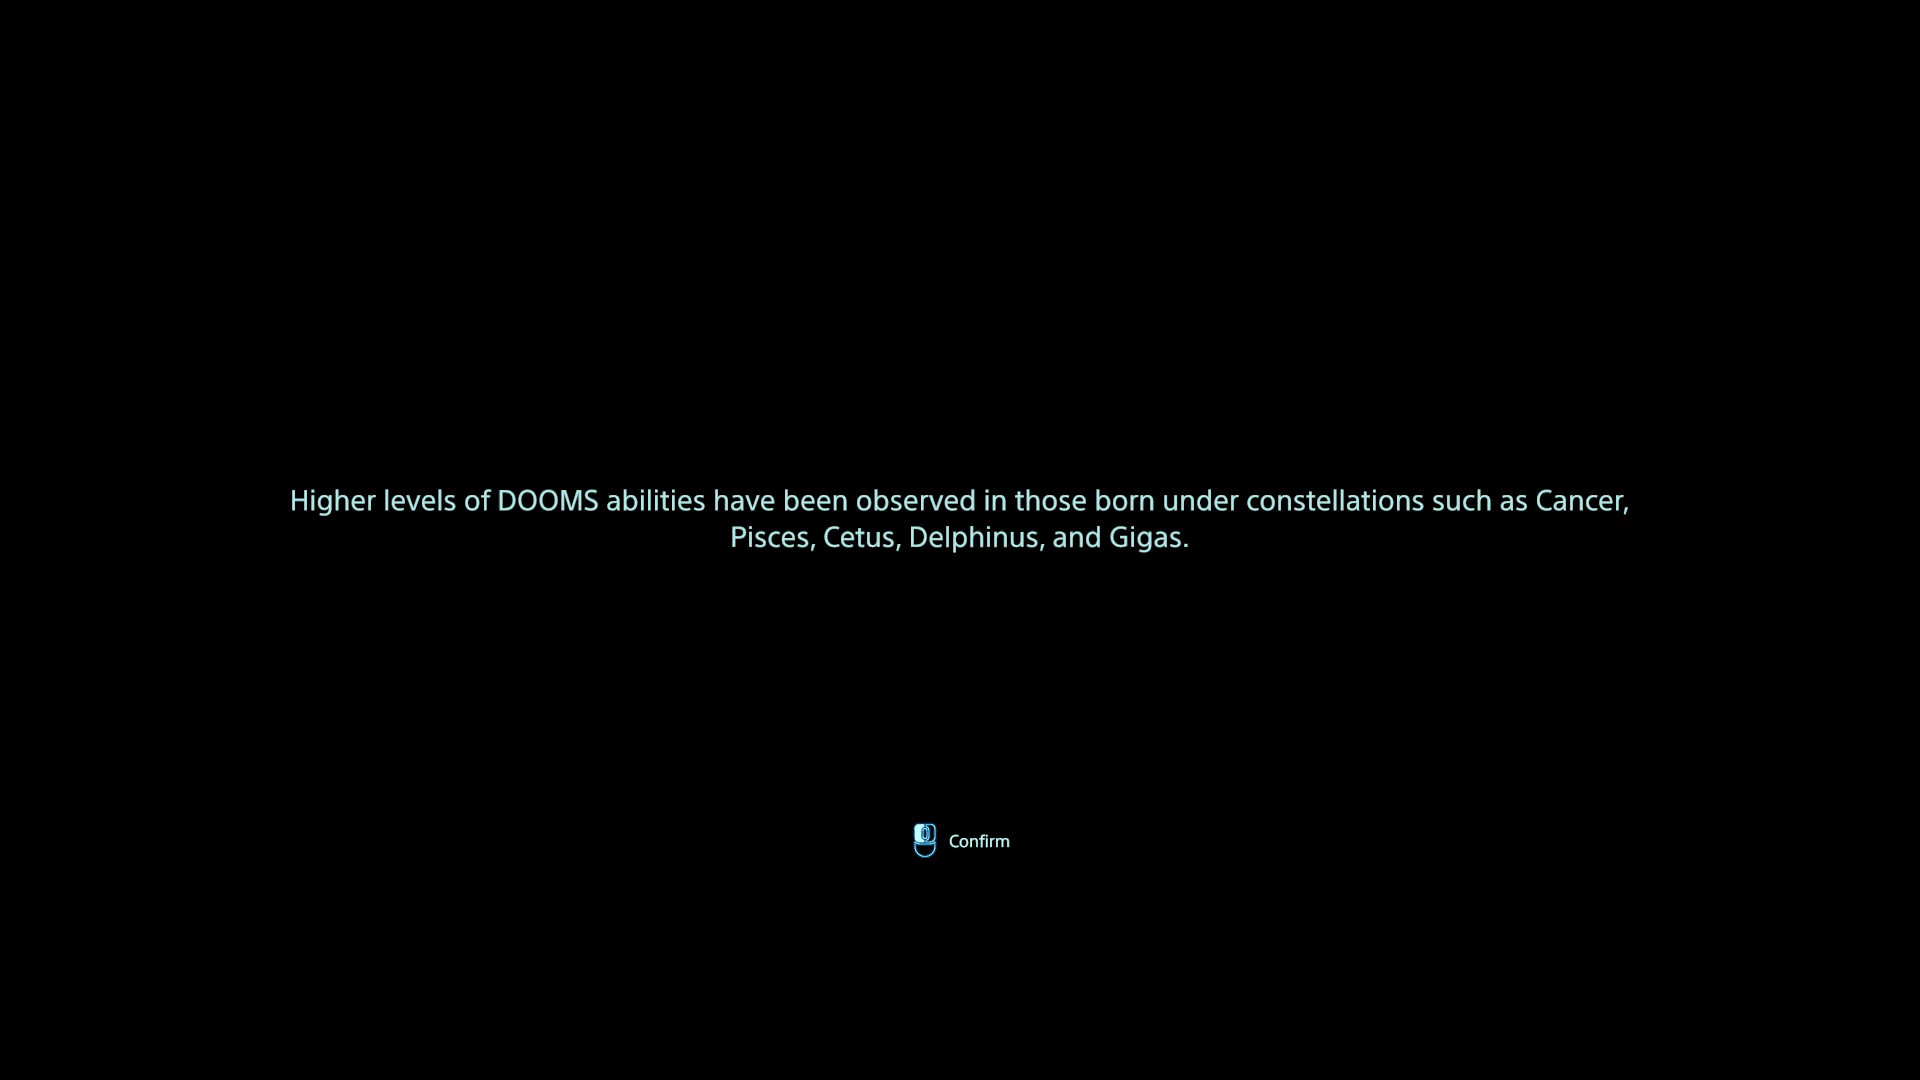 Higher levels of DOOMS abilities have been observed in those born under constellations such as Cancer,
Pisces, Cetus, Delphinus, and Gigas.
Confirm